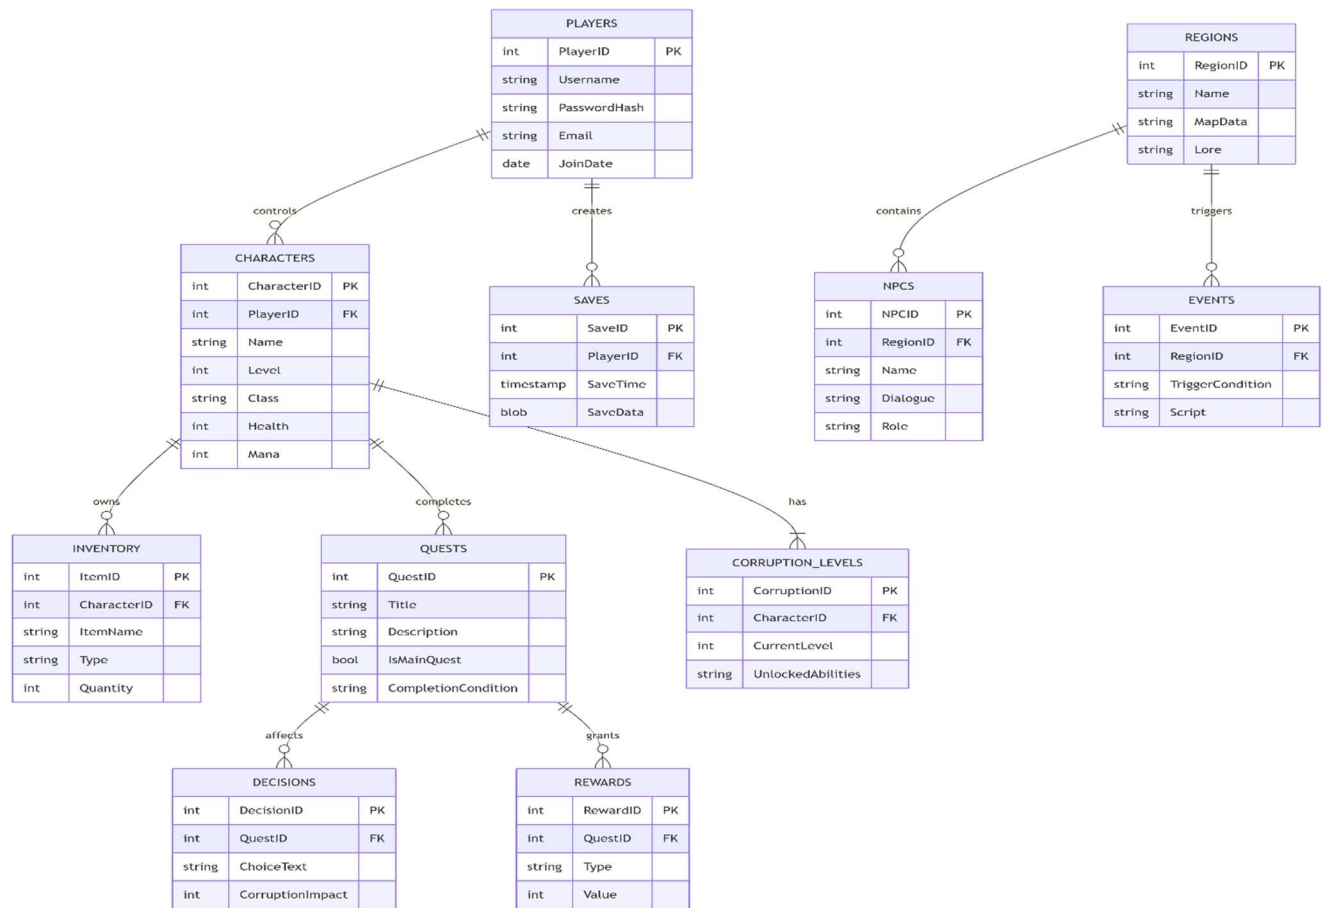 PLAYERS
int PlayerID PK
string Username
string PasswordHash
string Email
date JoinDate
REGIONS
int RegionID PK
string Name
string MapData
string Lore
controls
creates
contains
triggers
CHARACTERS
int CharacterID PK
int PlayerID FK
string Name
int Level
string Class
int Health
int Mana
SAVES
int SaveID PK
int PlayerID FK
timestamp SaveTime
blob SaveData
NPCS
int NPCID PK
int RegionID FK
string Name
string Dialogue
string Role
EVENTS
int EventID PK
int RegionID FK
string TriggerCondition
string Script
owns
completes
has
INVENTORY
int ItemID PK
int CharacterID FK
string ItemName
string Type
int Quantity
QUESTS
int QuestID PK
string Title
string Description
bool IsMainQuest
string CompletionCondition
CORRUPTION_LEVELS
int CorruptionID PK
int CharacterID FK
int CurrentLevel
string UnlockedAbilities
affects
grants
DECISIONS
int DecisionID PK
int QuestID FK
string ChoiceText
int CorruptionImpact
REWARDS
int RewardID PK
int QuestID FK
string Type
int Value